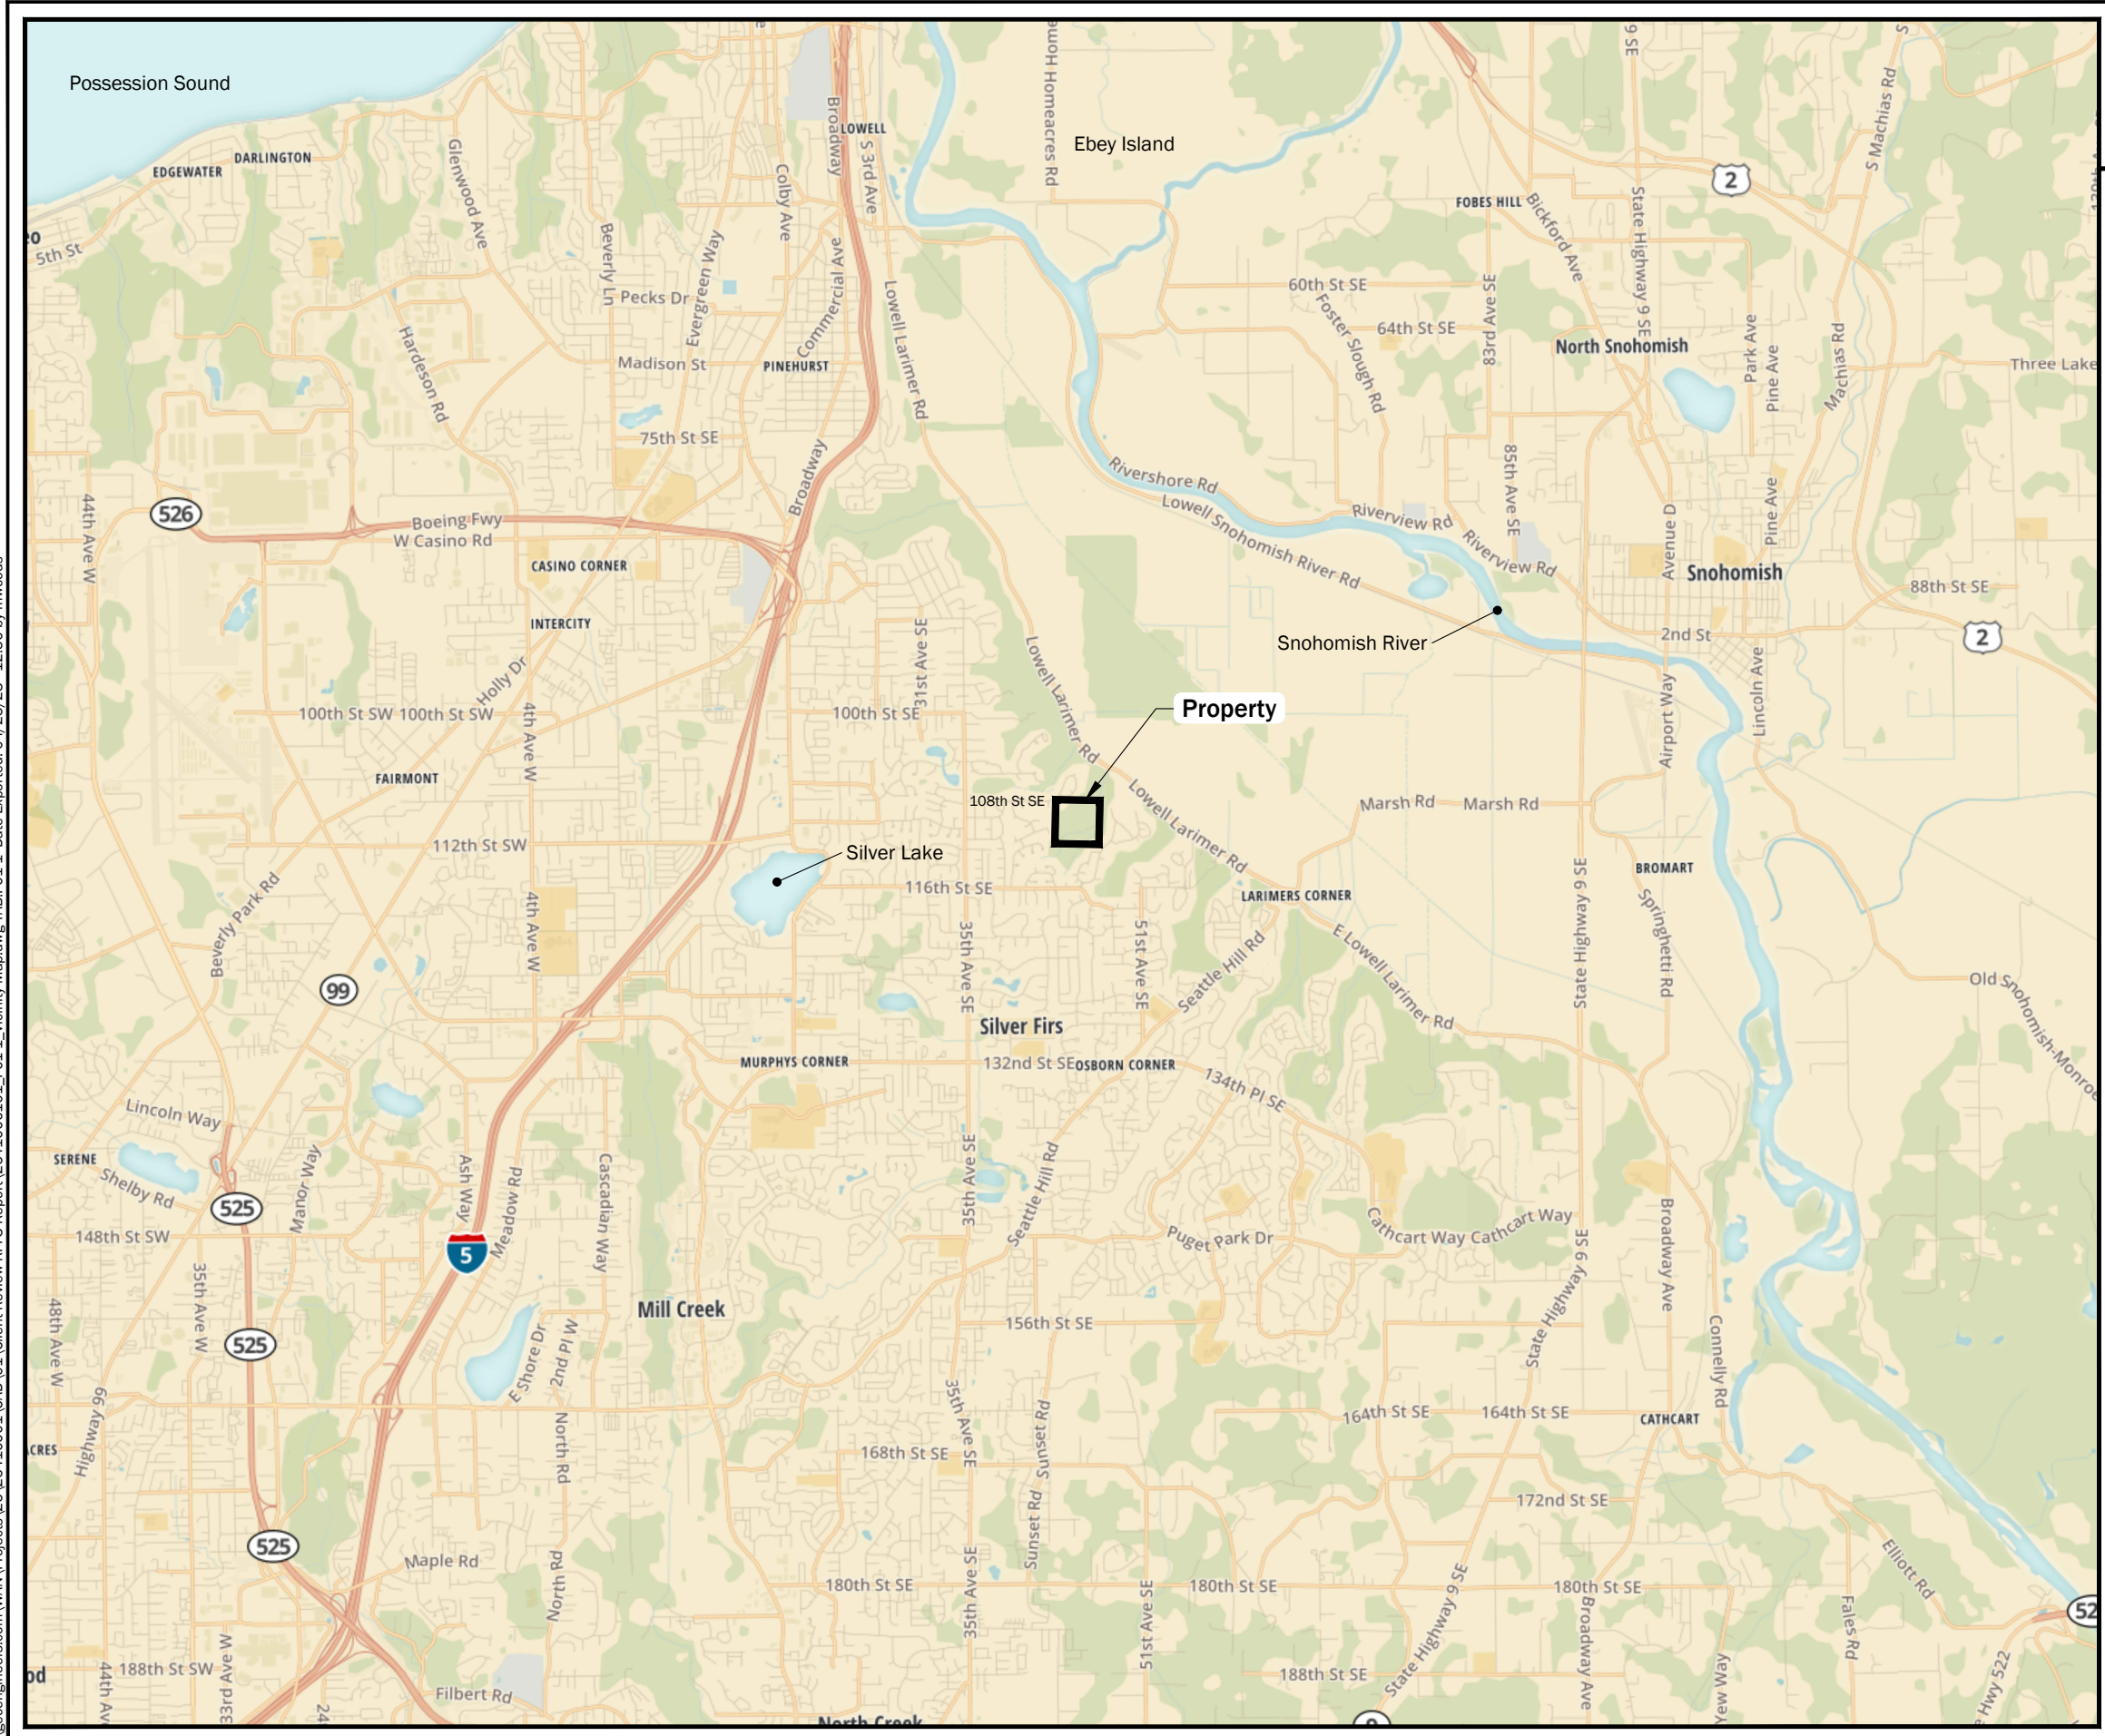 Possession Sound
EDGEWATER
DARLINGTON
5th St
Glenwood Ave
Beverly Ln
Pecks Dr
Evergreen Way
Colby Ave
Broadway
LOWELL
S 3rd Ave
Commercial Ave
Homeacres Rd
Ebey Island
FOBES HILL
Bickford Ave
State Highway 9 SE
9 SE
2
S Machias Rd
60th St SE
Foster Slough Rd
64th St SE
83rd Ave SE
North Snohomish
Park Ave
Pine Ave
Machias Rd
Three Lake
Hardeson Rd
Madison St
PINEHURST
Lowell Larimer Rd
75th St SE
Broadway
44th Ave W
526
Boeing Fwy
W Casino Rd
CASINO CORNER
INTERCITY
Rivershore Rd
Lowell Snohomish River Rd
Riverview Rd
Riverview Rd
85th Ave SE
Avenue D
Pine Ave
Snohomish
88th St SE
2nd St
2
Snohomish River
31st Ave SE
Lowell Larimer Rd
Holly Dr
100th St SW
100th St SW
4th Ave W
100th St SE
Property
Airport Way
Lincoln Ave
FAIRMONT
108th St SE
Lowell Larimer Rd
Marsh Rd
Marsh Rd
112th St SW
Silver Lake
116th St SE
LARIMERS CORNER
BROMART
Beverly Park Rd
4th Ave W
35th Ave SE
51st Ave SE
Seattle Hill Rd
E Lowell Larimer Rd
State Highway 9 SE
Springhetti Rd
Old Snohomish-Monroe
99
Silver Firs
MURPHYS CORNER
132nd St SE
OSBORN CORNER
134th Pl SE
Lincoln Way
SERENE
Shelby Rd
525
Manor Way
Ash Way
Meadow Rd
Cascadian Way
35th Ave SE
Seattle Hill Rd
148th St SW
5
Puget Park Dr
Cathcart Way
Cathcart Way
State Highway 9 SE
Broadway Ave
35th Ave W
48th Ave W
525
Mill Creek
156th St SE
E Shore Dr
2nd Pl W
Connelly Rd
35th Ave SE
Sunset Rd
164th St SE
164th St SE
CATHCART
Highway 99
ACRES
North Rd
168th St SE
172nd St SE
Sunset Rd
525
Maple Rd
North Rd
180th St SE
35th Ave SE
180th St SE
51st Ave SE
State Highway 9 SE
180th St SE
Broadway Ave
Elliott Rd
Fales Rd
52
188th St SW
33rd Ave W
44th Av
24
Filbert Rd
188th St SE
Yew Way
Hwy 522
North Creek
9